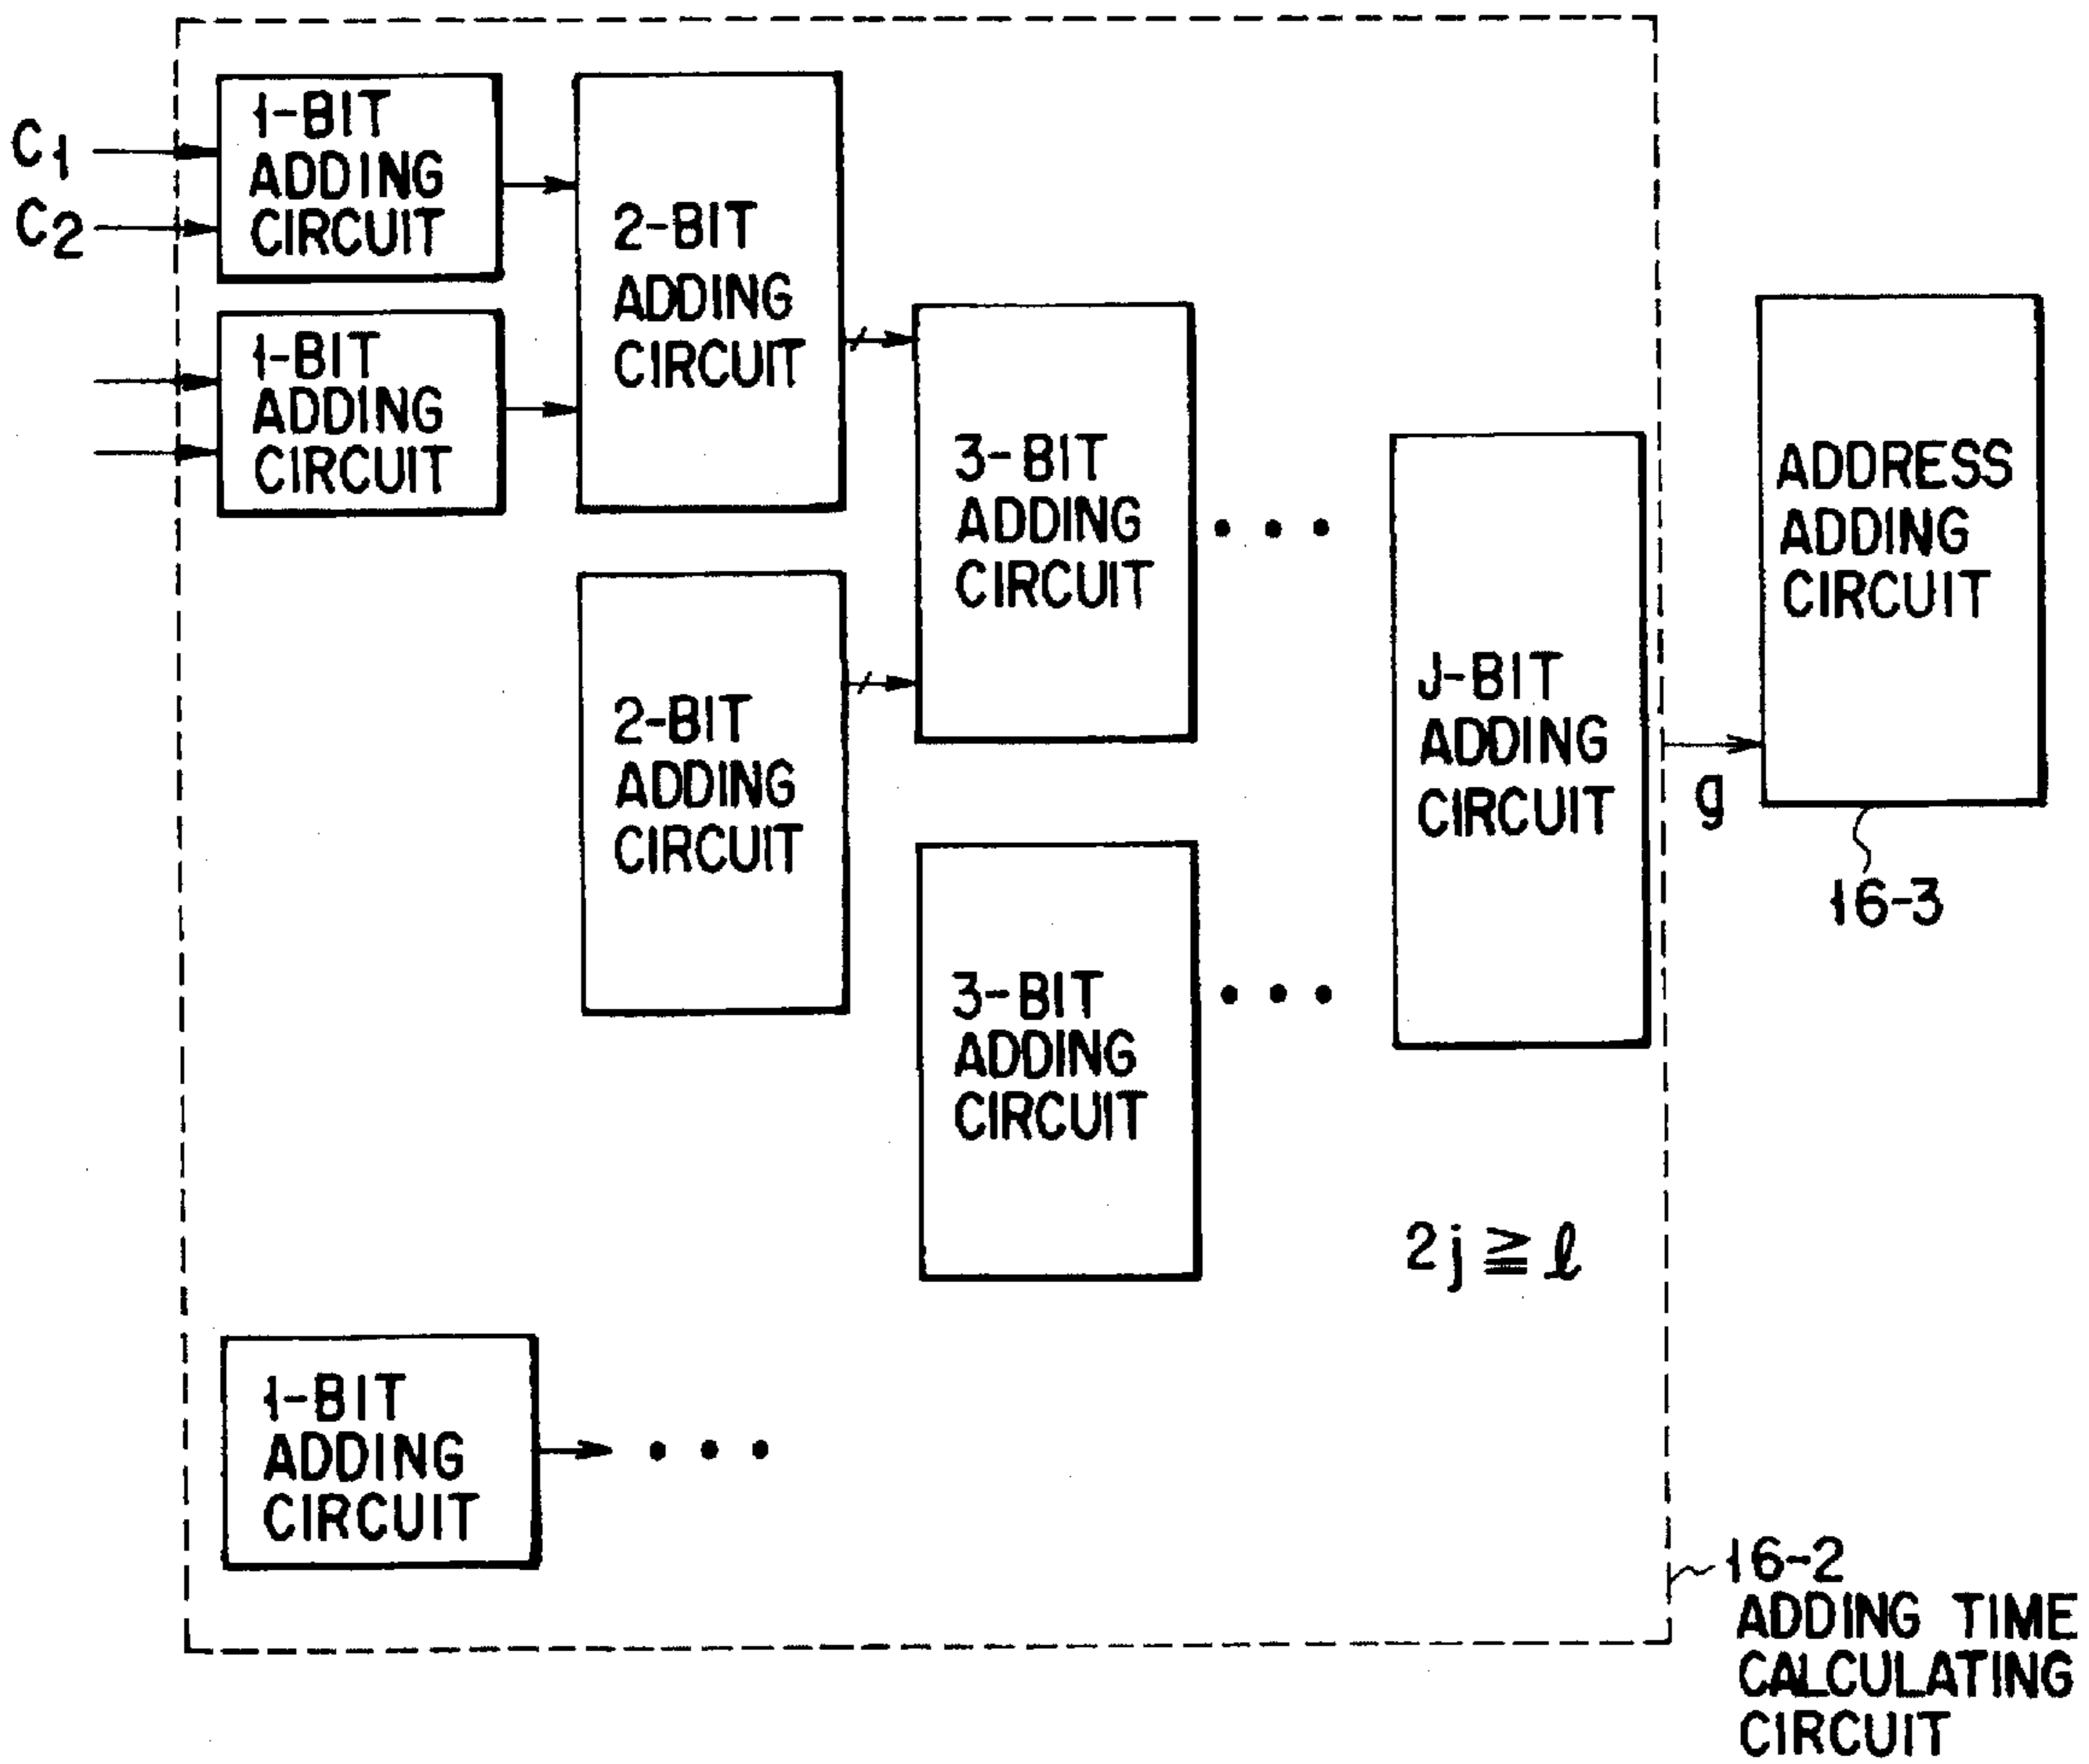 C1
C2
1-BIT
ADDING
CIRCUIT
1-BIT
ADDING
CIRCUIT
2-BIT
ADDING
CIRCUIT
2-BIT
ADDING
CIRCUIT
3-BIT
ADDING
CIRCUIT
3-BIT
ADDING
CIRCUIT
J-BIT
ADDING
CIRCUIT
g
ADDRESS
ADDING
CIRCUIT
16-3
2j ≧ ℓ
1-BIT
ADDING
CIRCUIT
16-2
ADDING TIME
CALCULATING
CIRCUIT